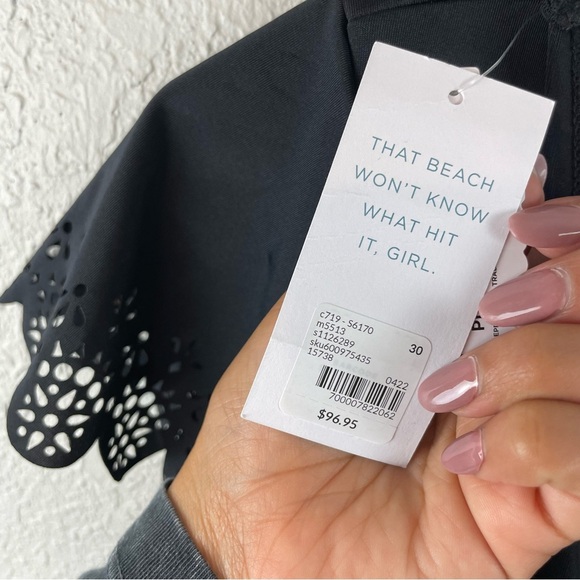 THAT BEACH
WON'T KNOW
WHAT HIT
IT, GIRL.
c719 - S6170
m5513
30
s1126289
sku600975435
15738
0422
700007822062
$96.95